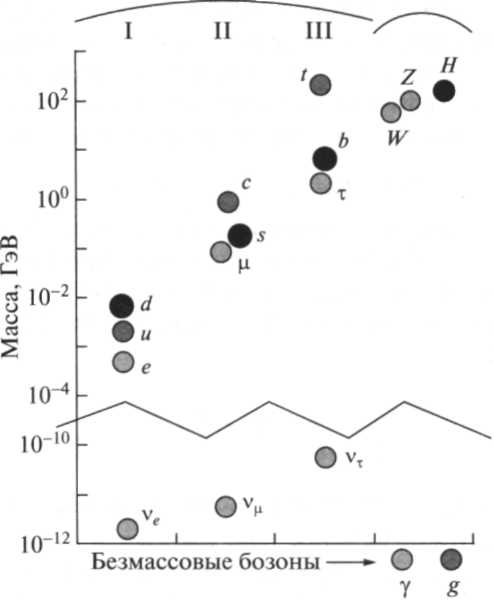 I II III
t
Z H
10²
W
b
τ
c
10⁰
s
μ
Масса, ГэВ
10⁻²
d
u
e
10⁻⁴
10⁻¹⁰
ν_τ
ν_μ
ν_e
10⁻¹²
Безмассовые бозоны
γ g